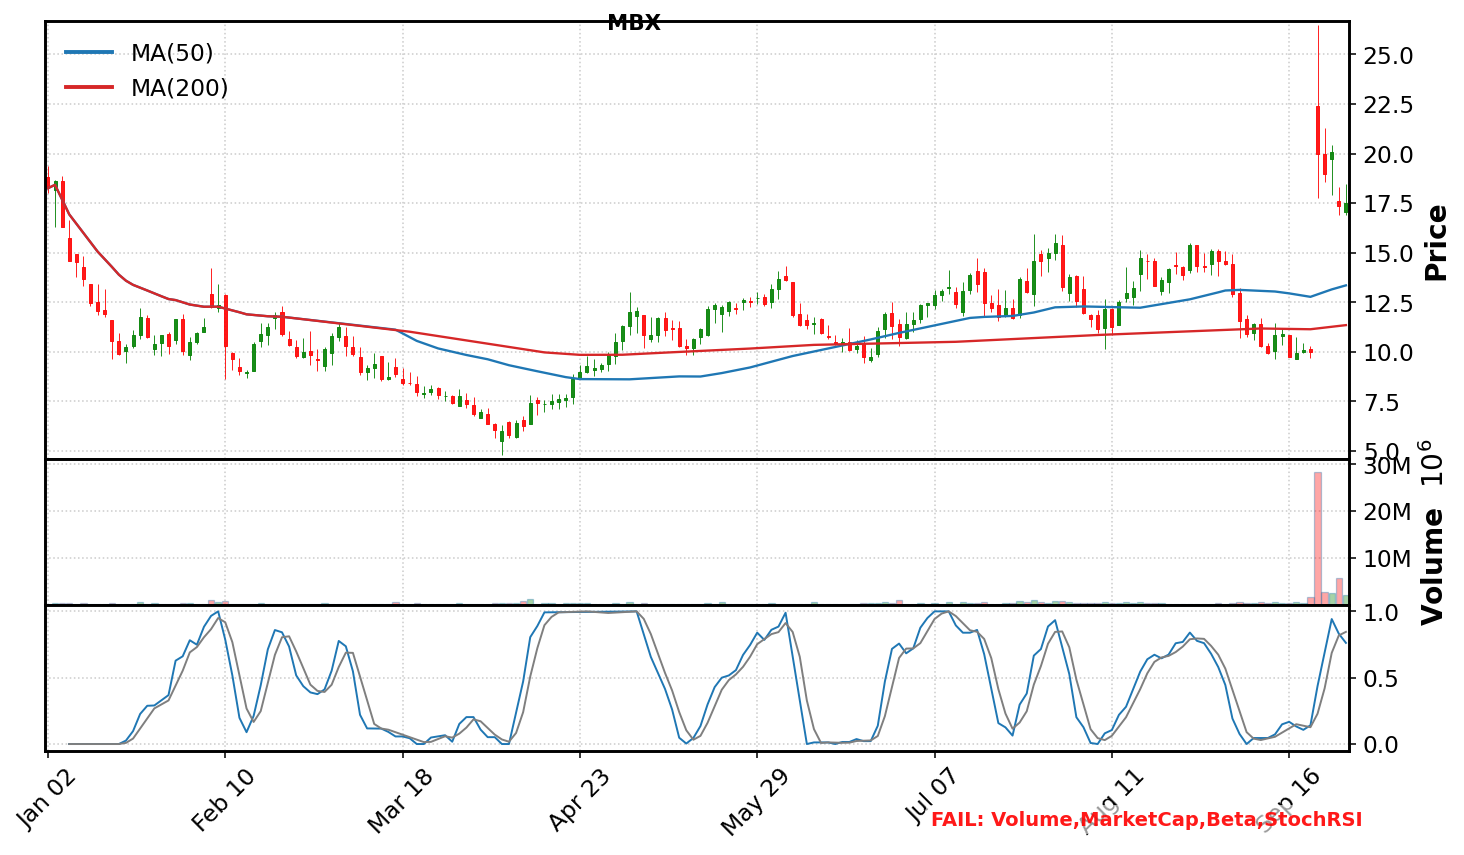 MBX
MA(50)
MA(200)
25.0
22.5
20.0
17.5
15.0
12.5
10.0
7.5
5.0
Price
30M
20M
10M
Volume 10^6
1.0
0.5
0.0
Jan 02
Feb 10
Mar 18
Apr 23
May 29
Jul 07
Aug 11
Sep 16
FAIL: Volume,MarketCap,Beta,StochRSI